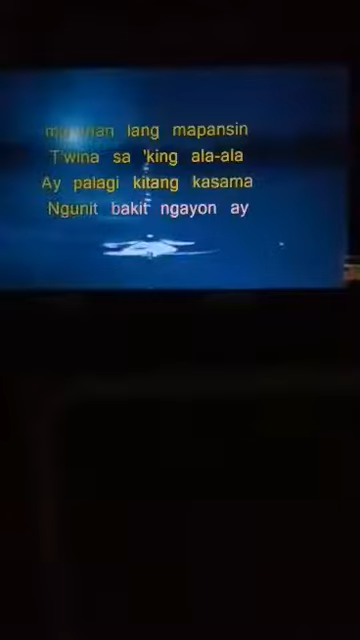 lang mapansin
T'wina sa 'king ala-ala
Ay palagi kitang kasama
Ngunit bakit ngayon ay